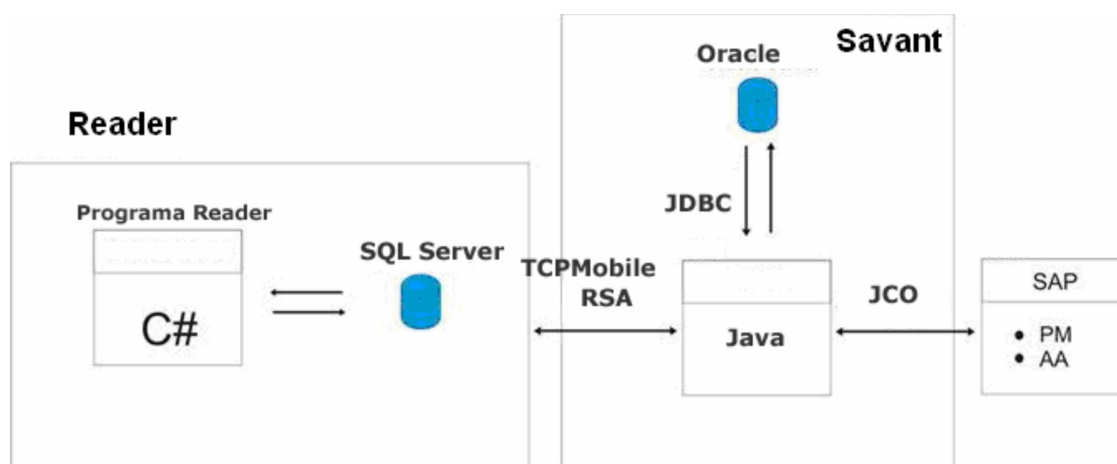 Savant
Oracle
Reader
JDBC
Programa Reader
SQL Server
C#
TCPMobile
RSA
Java
JCO
SAP
• PM
• AA